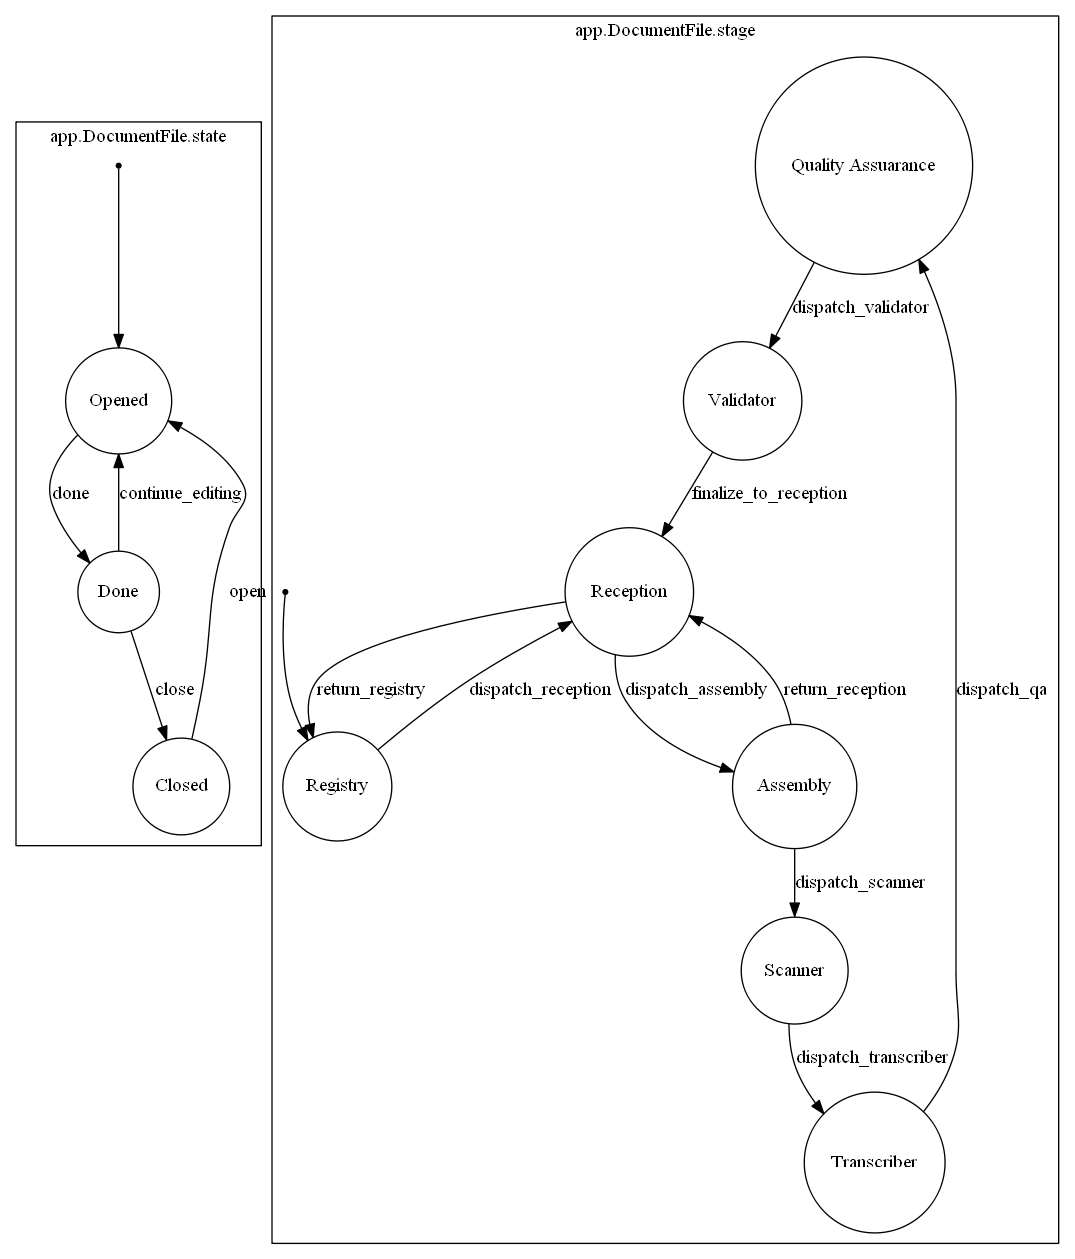 app.DocumentFile.state
Opened
done
continue_editing
Done
open
close
Closed
app.DocumentFile.stage
Quality Assuarance
dispatch_validator
Validator
finalize_to_reception
Reception
return_registry
dispatch_reception
dispatch_assembly
return_reception
dispatch_qa
Registry
Assembly
dispatch_scanner
Scanner
dispatch_transcriber
Transcriber